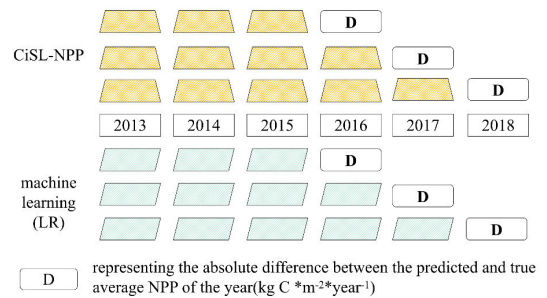 D
CiSL-NPP
D
D
2013 2014 2015 2016 2017 2018
D
machine
learning
(LR)
D
D
D
representing the absolute difference between the predicted and true
average NPP of the year(kg C *m-2*year-1)